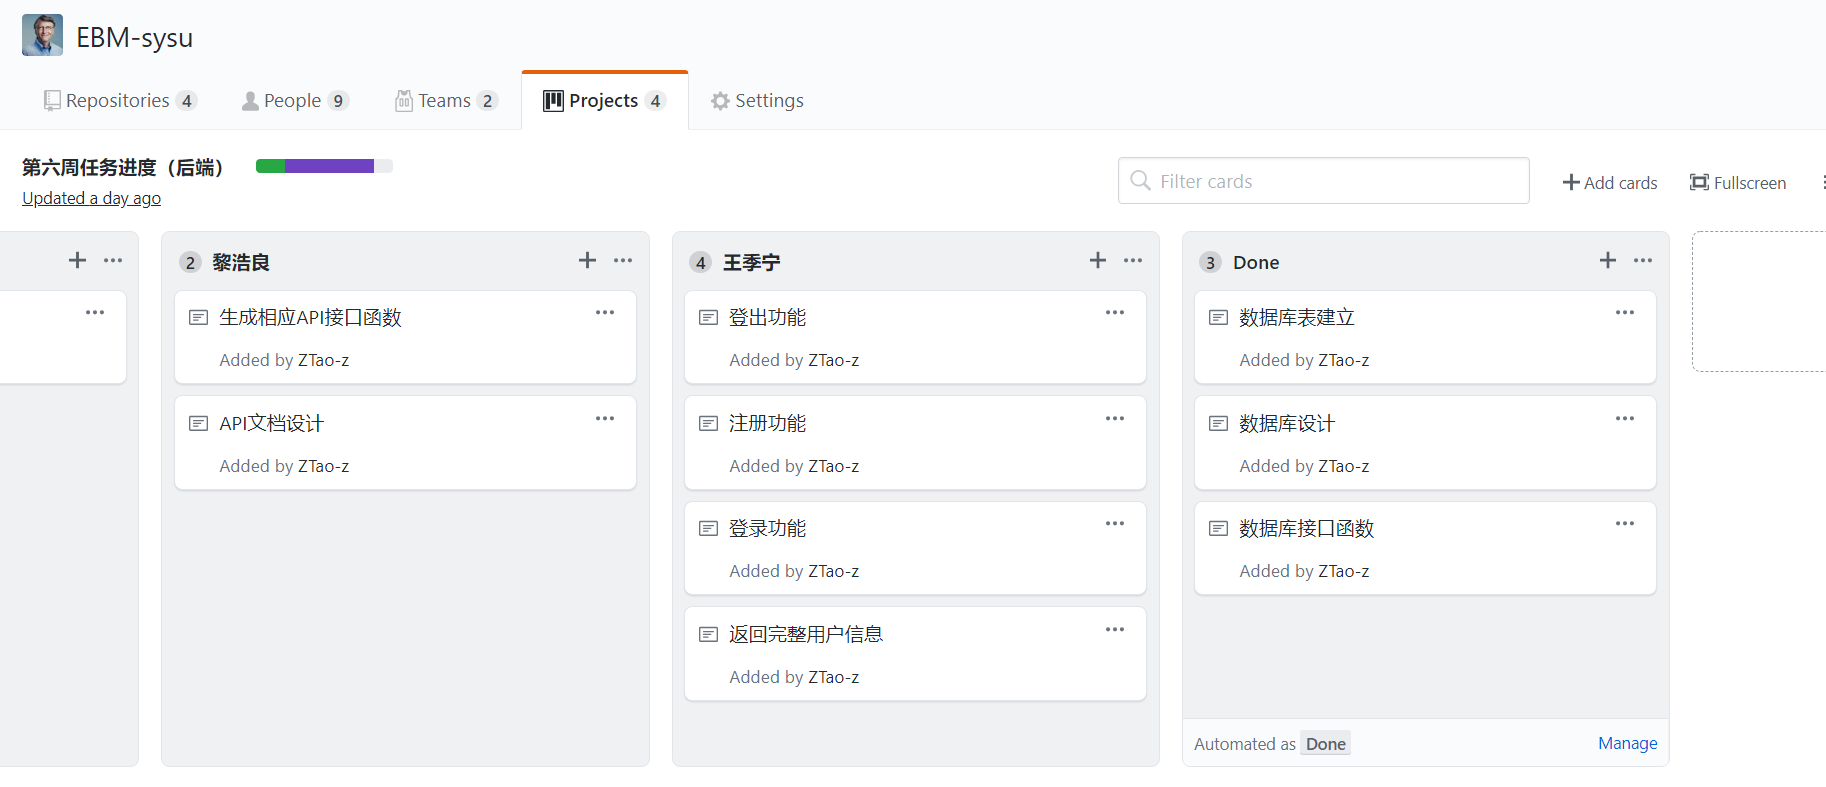 EBM-sysu
Repositories 4
People 9
Teams 2
Projects 4
Settings
第六周任务进度（后端）
Updated a day ago
Filter cards
Add cards
Fullscreen
2 黎浩良
生成相应API接口函数
Added by ZTao-z
API文档设计
Added by ZTao-z
4 王季宁
登出功能
Added by ZTao-z
注册功能
Added by ZTao-z
登录功能
Added by ZTao-z
返回完整用户信息
Added by ZTao-z
3 Done
数据库表建立
Added by ZTao-z
数据库设计
Added by ZTao-z
数据库接口函数
Added by ZTao-z
Automated as Done
Manage